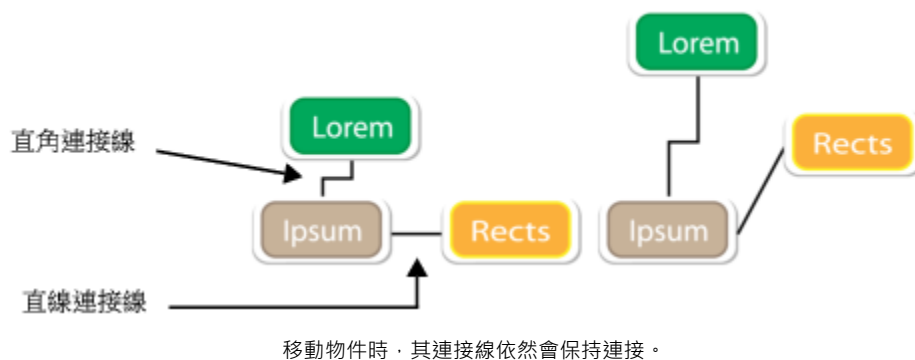 Lorem
Lorem
直角連接線
Rects
Ipsum
Rects
Ipsum
直線連接線
移動物件時，其連接線依然會保持連接。